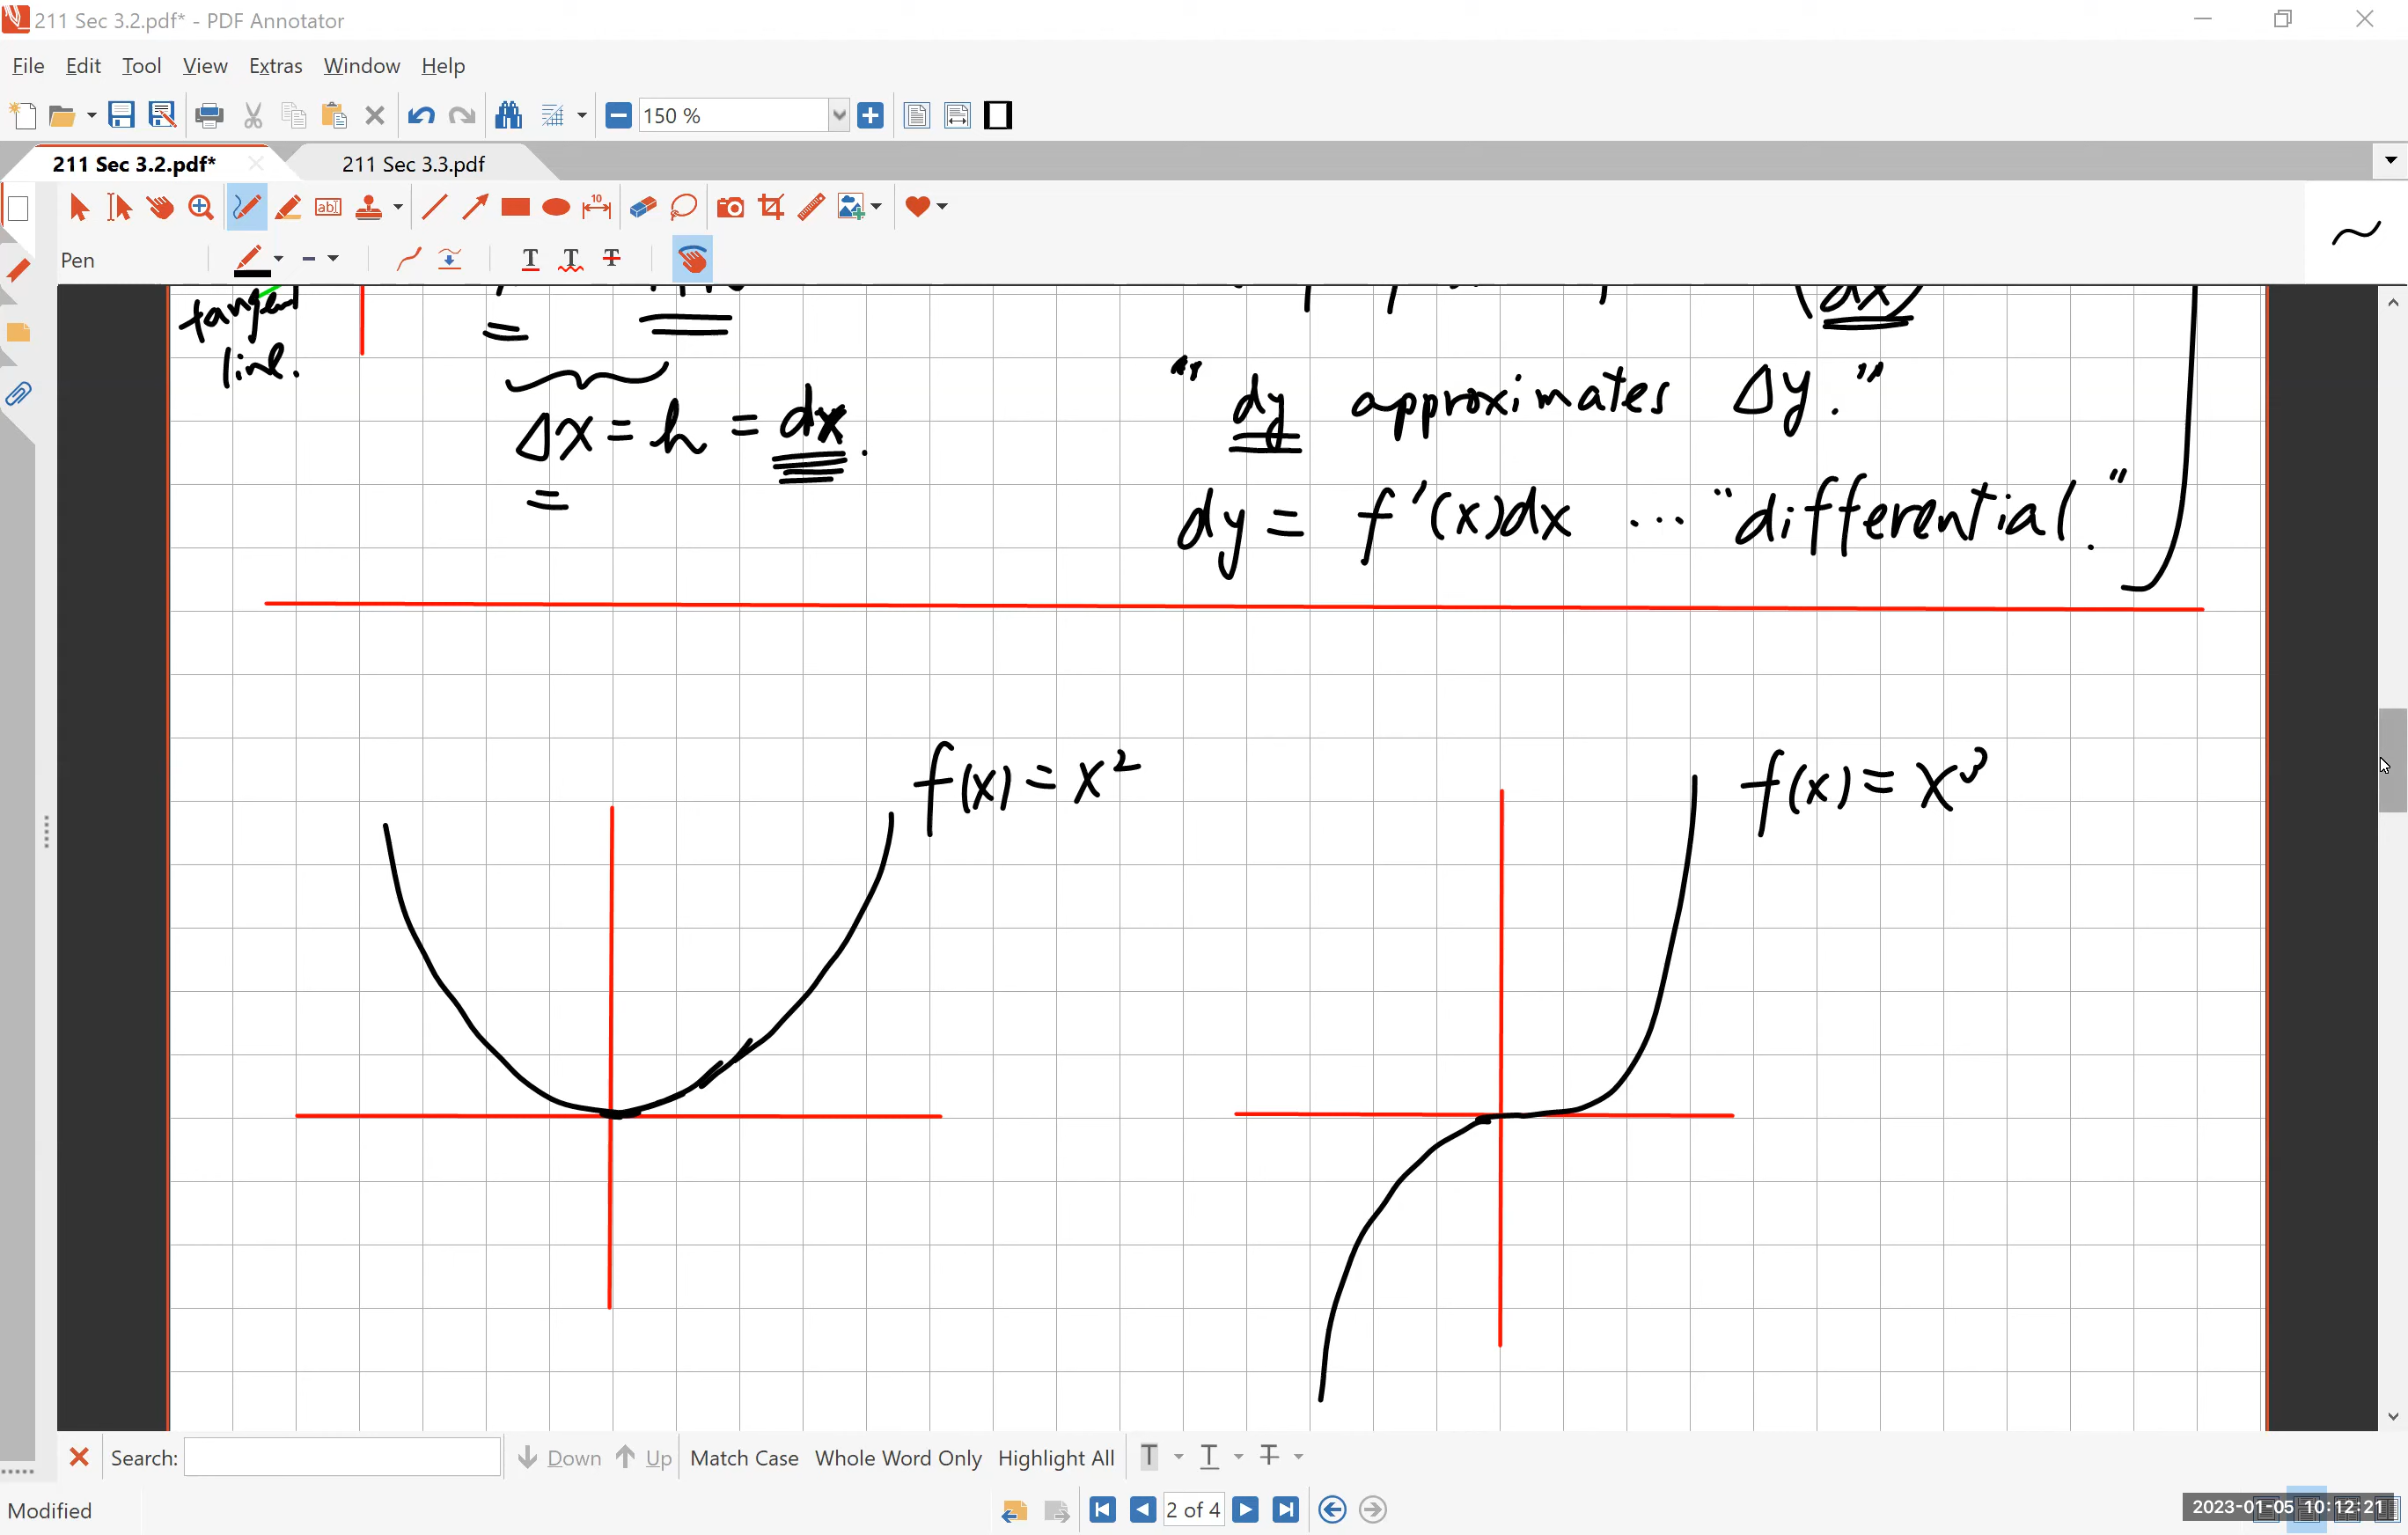 211 Sec 3.2.pdf* - PDF Annotator
File Edit Tool View Extras Window Help
150 %
211 Sec 3.2.pdf* 211 Sec 3.3.pdf
Pen
tangent
line.
Δx = h = dx.
=
" dy approximates Δy."
dy = f'(x)dx ... "differential."
f(x) = x² f(x) = x³
Search: Down Up Match Case Whole Word Only Highlight All
Modified 2 of 4 2023-01-05 10:12:21